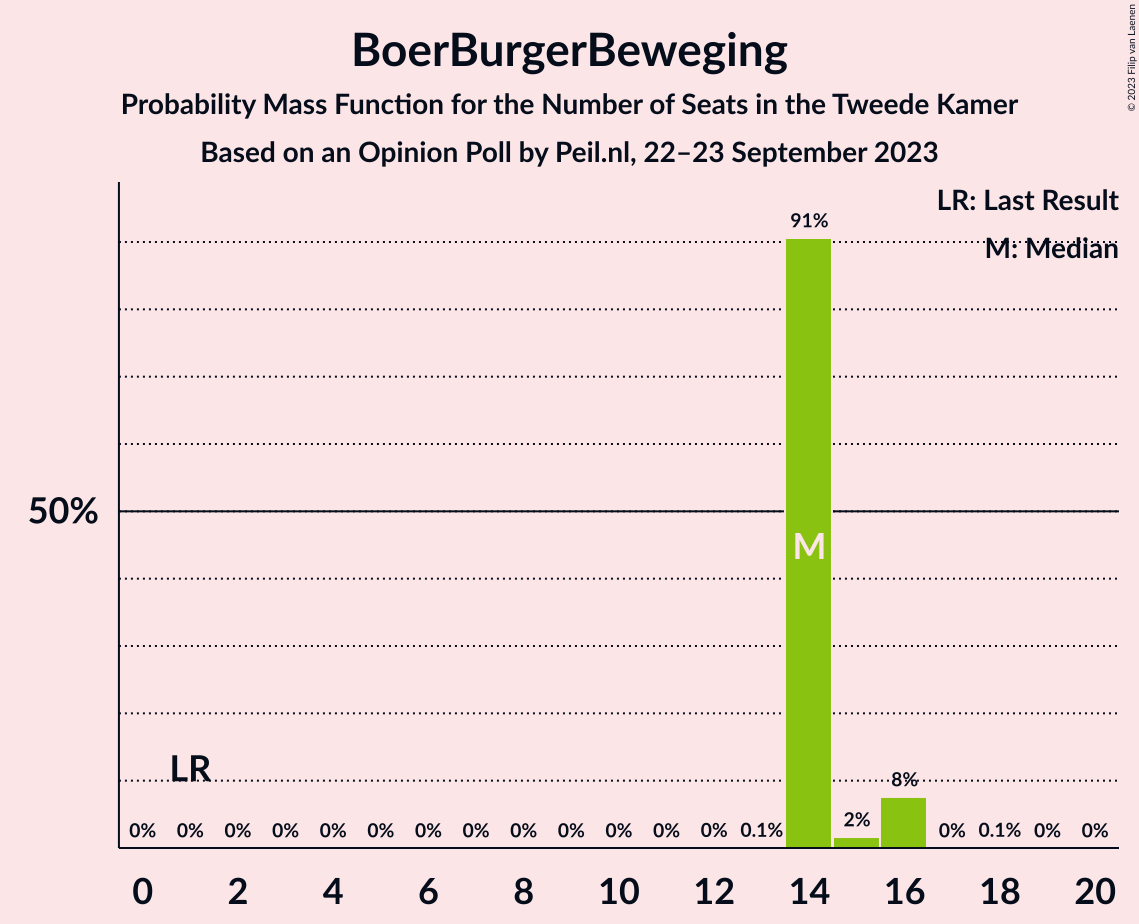 BoerBurgerBeweging
Probability Mass Function for the Number of Seats in the Tweede Kamer
Based on an Opinion Poll by Peil.nl, 22–23 September 2023
© 2023 Filip van Laenen
LR: Last Result
M: Median
91%
50%
M
LR
8%
2%
0% 0% 0% 0% 0% 0% 0% 0% 0% 0% 0% 0% 0% 0.1% 0% 0.1% 0% 0%
0 2 4 6 8 10 12 14 16 18 20